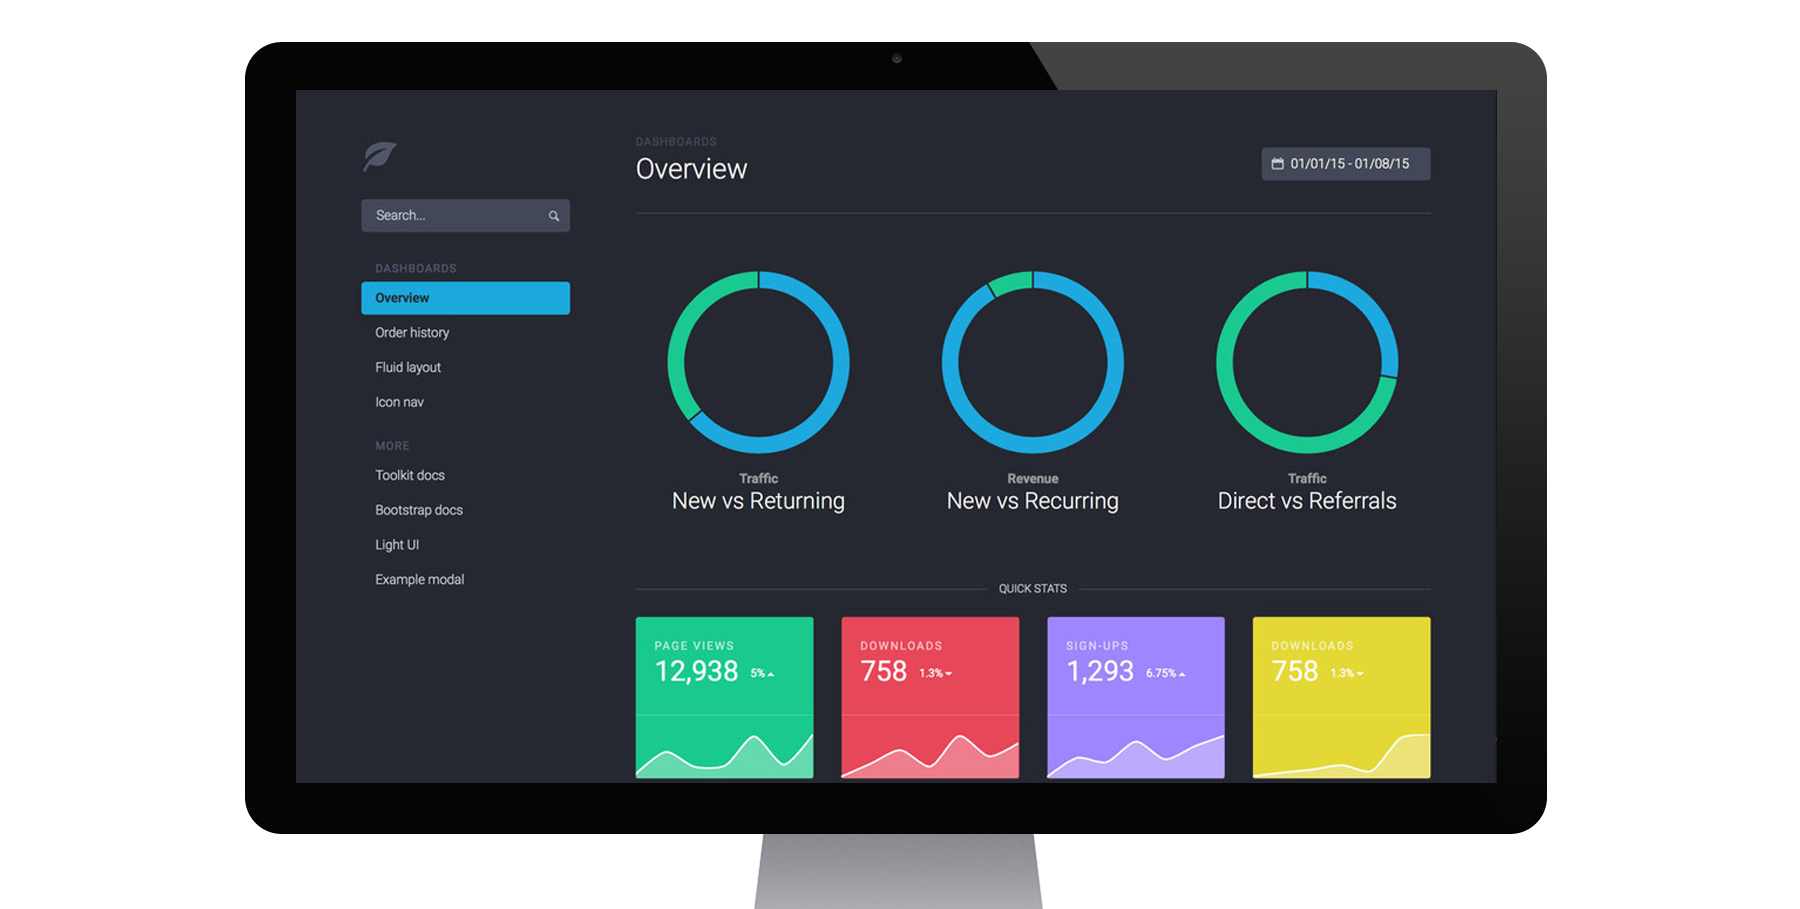 Search...
DASHBOARDS
Overview
Order history
Fluid layout
Icon nav
MORE
Toolkit docs
Bootstrap docs
Light UI
Example modal
DASHBOARDS
Overview
01/01/15 - 01/08/15
Traffic
New vs Returning
Revenue
New vs Recurring
Traffic
Direct vs Referrals
QUICK STATS
PAGE VIEWS
12,938 5%
DOWNLOADS
758 1.3%
SIGN-UPS
1,293 6.75%
DOWNLOADS
758 1.3%